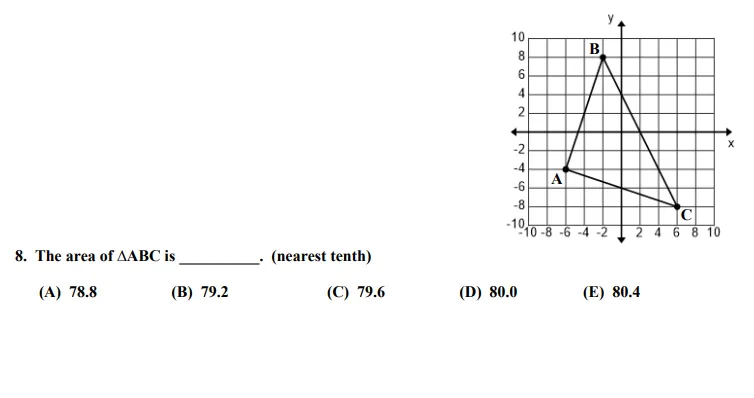 y
10
8
6
4
2
-2
-4
-6
-8
-10
B
A
C
x
-10 -8 -6 -4 -2 2 4 6 8 10
8. The area of ΔABC is __________. (nearest tenth)
(A) 78.8 (B) 79.2 (C) 79.6 (D) 80.0 (E) 80.4